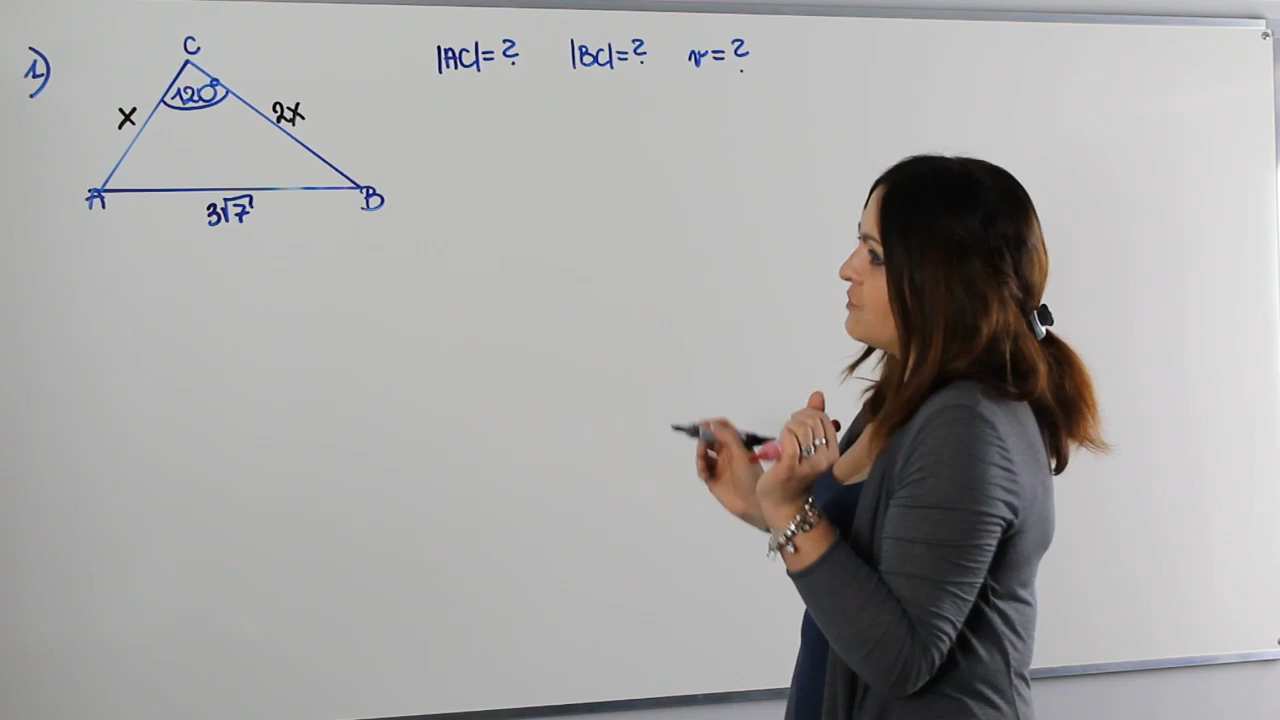 1)
C
|AC|=? |BC|=? r=?
120°
x 2x
A B
3√7